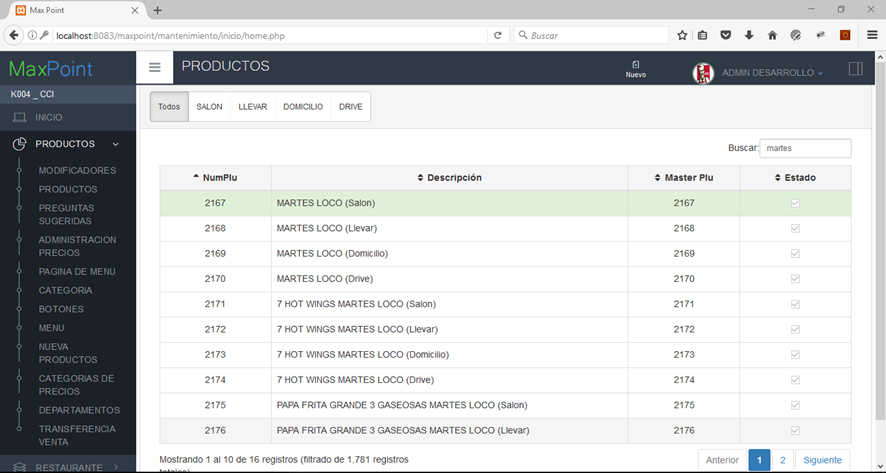 Max Point
localhost:8083/maxpoint/mantenimiento/inicio/home.php
Buscar
MaxPoint
PRODUCTOS
Nuevo
ADMIN DESARROLLO
K004 _ CCI
INICIO
PRODUCTOS
MODIFICADORES
PRODUCTOS
PREGUNTAS
SUGERIDAS
ADMINISTRACION
PRECIOS
PAGINA DE MENU
CATEGORIA
BOTONES
MENU
NUEVA
PRODUCTOS
CATEGORIAS DE
PRECIOS
DEPARTAMENTOS
TRANSFERENCIA
VENTA
RESTAURANTE
Todos SALON LLEVAR DOMICILIO DRIVE
Buscar: martes
NumPlu Descripción Master Plu Estado
2167 MARTES LOCO (Salon) 2167
2168 MARTES LOCO (Llevar) 2168
2169 MARTES LOCO (Domicilio) 2169
2170 MARTES LOCO (Drive) 2170
2171 7 HOT WINGS MARTES LOCO (Salon) 2171
2172 7 HOT WINGS MARTES LOCO (Llevar) 2172
2173 7 HOT WINGS MARTES LOCO (Domicilio) 2173
2174 7 HOT WINGS MARTES LOCO (Drive) 2174
2175 PAPA FRITA GRANDE 3 GASEOSAS MARTES LOCO (Salon) 2175
2176 PAPA FRITA GRANDE 3 GASEOSAS MARTES LOCO (Llevar) 2176
Mostrando 1 al 10 de 16 registros (filtrado de 1,781 registros
Anterior 1 2 Siguiente